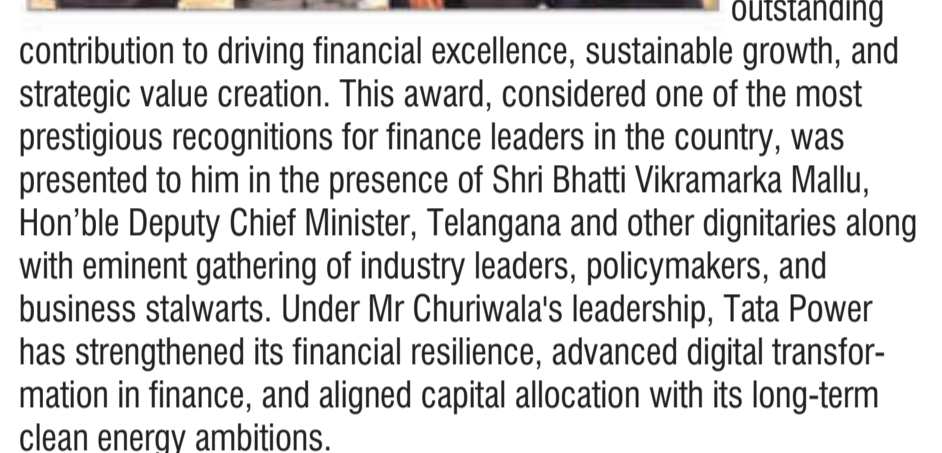 outstanding
contribution to driving financial excellence, sustainable growth, and
strategic value creation. This award, considered one of the most
prestigious recognitions for finance leaders in the country, was
presented to him in the presence of Shri Bhatti Vikramarka Mallu,
Hon’ble Deputy Chief Minister, Telangana and other dignitaries along
with eminent gathering of industry leaders, policymakers, and
business stalwarts. Under Mr Churiwala's leadership, Tata Power
has strengthened its financial resilience, advanced digital transfor-
mation in finance, and aligned capital allocation with its long-term
clean energy ambitions.